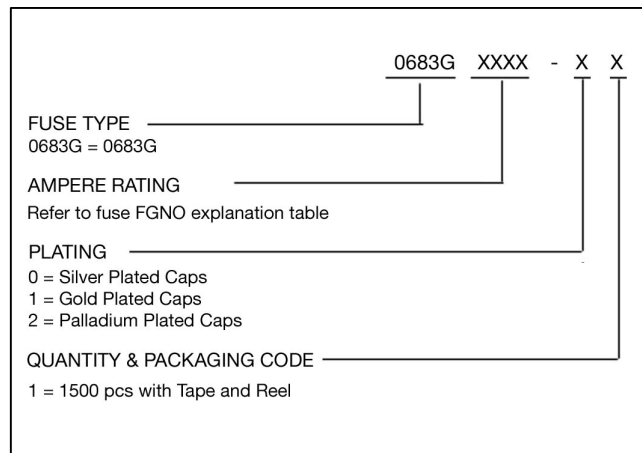 0683G XXXX - X X
FUSE TYPE
0683G = 0683G
AMPERE RATING
Refer to fuse FGNO explanation table
PLATING
0 = Silver Plated Caps
1 = Gold Plated Caps
2 = Palladium Plated Caps
QUANTITY & PACKAGING CODE
1 = 1500 pcs with Tape and Reel